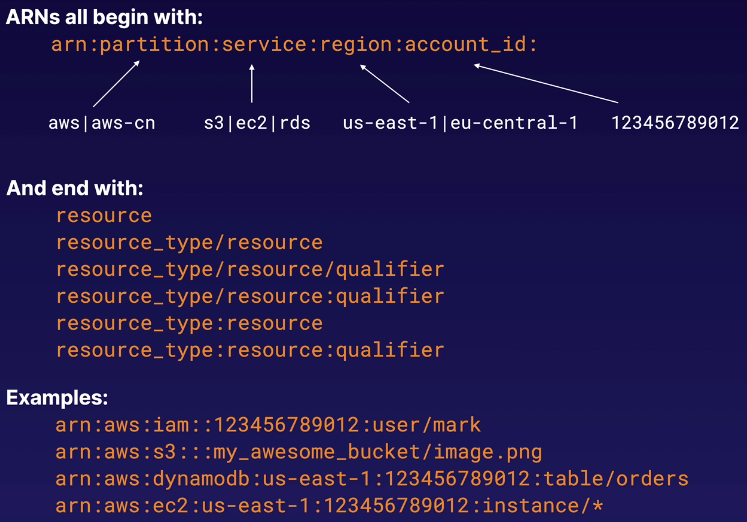 ARNs all begin with:
arn:partition:service:region:account_id:
aws|aws-cn s3|ec2|rds us-east-1|eu-central-1 123456789012
And end with:
resource
resource_type/resource
resource_type/resource/qualifier
resource_type/resource:qualifier
resource_type:resource
resource_type:resource:qualifier
Examples:
arn:aws:iam::123456789012:user/mark
arn:aws:s3:::my_awesome_bucket/image.png
arn:aws:dynamodb:us-east-1:123456789012:table/orders
arn:aws:ec2:us-east-1:123456789012:instance/*